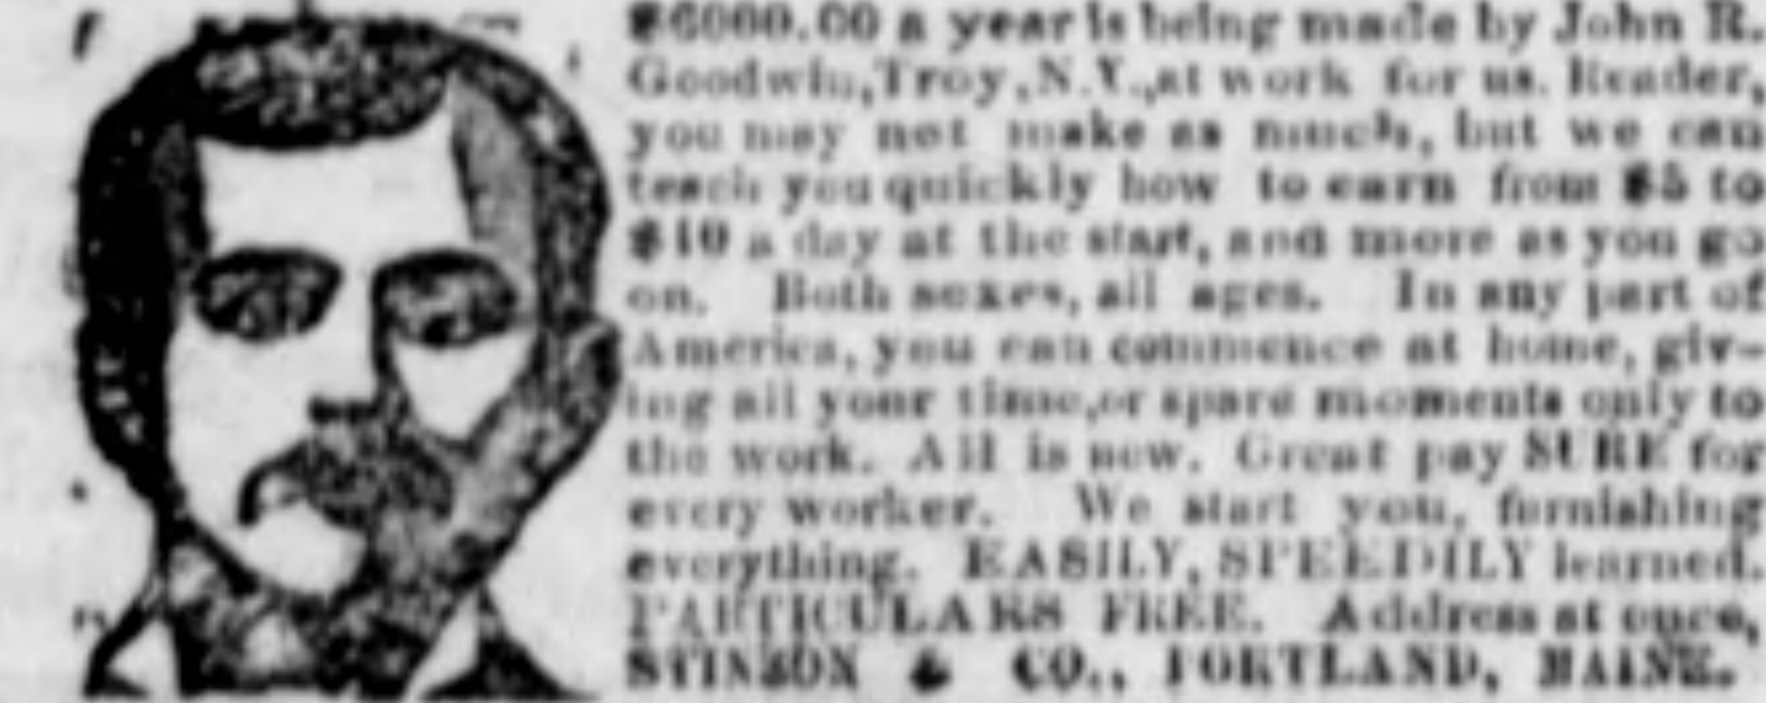 $6000.00 a year is being made by John R.
Goodwin, Troy, N.Y., at work for us. Reader,
you may not make as much, but we can
teach you quickly how to earn from $5 to
$10 a day at the start, and more as you go
on. Both sexes, all ages. In any part of
America, you can commence at home, giv-
ing all your time, or spare moments only to
the work. All is new. Great pay SURE for
every worker. We start you, furnishing
everything. EASILY, SPEEDILY learned.
PARTICULARS FREE. Address at once,
STINSON & CO., PORTLAND, MAINE.